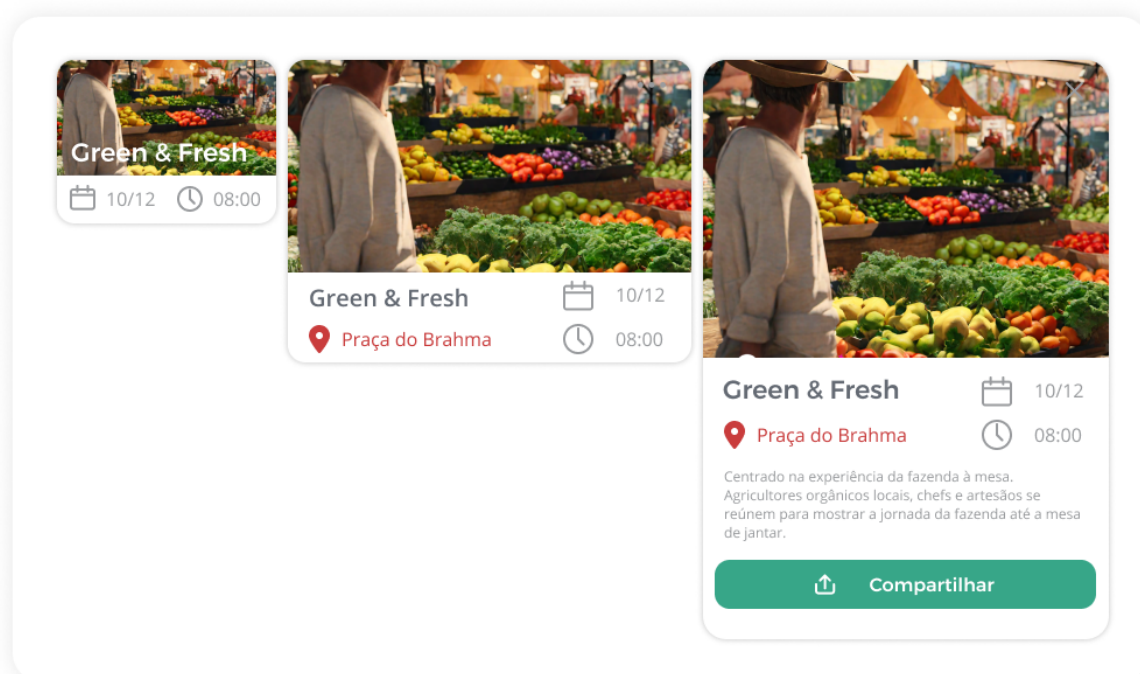 Green & Fresh
10/12 08:00
Green & Fresh 10/12
Praça do Brahma 08:00
Green & Fresh 10/12
Praça do Brahma 08:00
Centrado na experiência da fazenda à mesa.
Agricultores orgânicos locais, chefs e artesãos se
reúnem para mostrar a jornada da fazenda até a mesa
de jantar.
Compartilhar